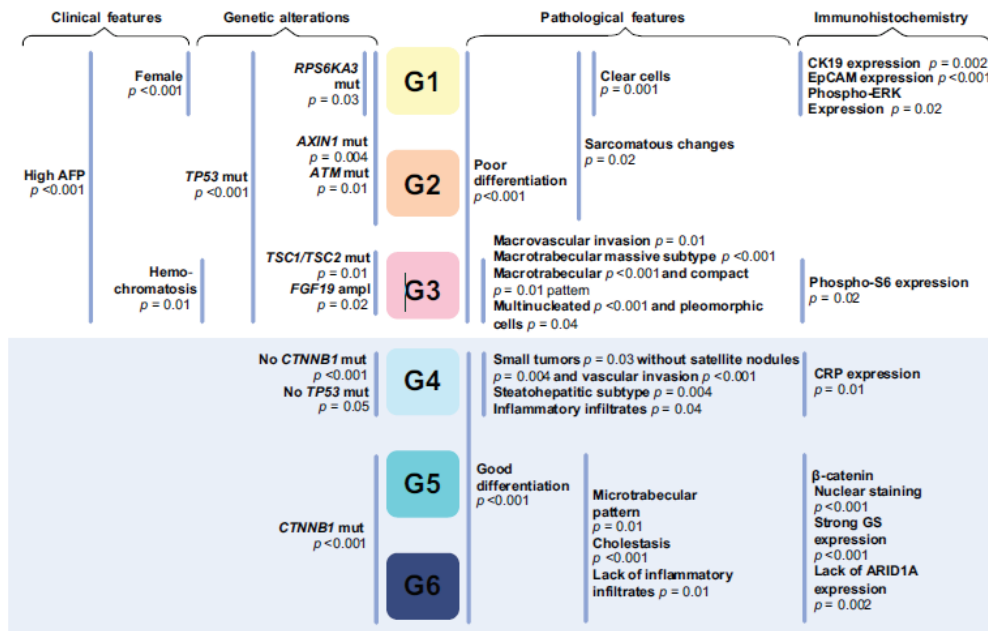 Clinical features
Genetic alterations
Pathological features
Immunohistochemistry
High AFP
p <0.001
Female
p <0.001
Hemo-
chromatosis
p = 0.01
TP53 mut
p <0.001
RPS6KA3
mut
p = 0.03
AXIN1 mut
p = 0.004
ATM mut
p = 0.01
TSC1/TSC2 mut
p = 0.01
FGF19 ampl
p = 0.02
No CTNNB1 mut
p <0.001
No TP53 mut
p = 0.05
CTNNB1 mut
p <0.001
G1
G2
G3
G4
G5
G6
Poor
differentiation
p<0.001
Clear cells
p = 0.001
Sarcomatous changes
p = 0.02
Macrovascular invasion p = 0.01
Macrotrabecular massive subtype p <0.001
Macrotrabecular p <0.001 and compact
p = 0.01 pattern
Multinucleated p <0.001 and pleomorphic
cells p = 0.04
Small tumors p = 0.03 without satellite nodules
p = 0.004 and vascular invasion p <0.001
Steatohepatitic subtype p = 0.004
Inflammatory infiltrates p = 0.04
Good
differentiation
p <0.001
Microtrabecular
pattern
p = 0.01
Cholestasis
p <0.001
Lack of inflammatory
infiltrates p = 0.01
CK19 expression p = 0.002
EpCAM expression p <0.001
Phospho-ERK
Expression p = 0.02
Phospho-S6 expression
p = 0.02
CRP expression
p = 0.01
β-catenin
Nuclear staining
p <0.001
Strong GS
expression
p <0.001
Lack of ARID1A
expression
p = 0.002